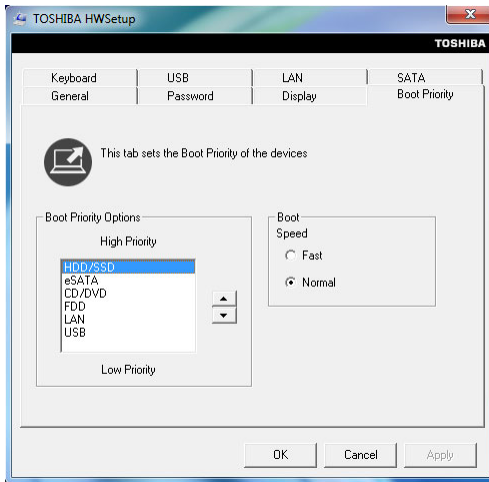 TOSHIBA HWSetup
X
TOSHIBA
Keyboard USB LAN SATA
General Password Display Boot Priority
This tab sets the Boot Priority of the devices
Boot Priority Options
High Priority
HDD/SSD
eSATA
CD/DVD
FDD
LAN
USB
Low Priority
Boot
Speed
Fast
Normal
OK Cancel Apply